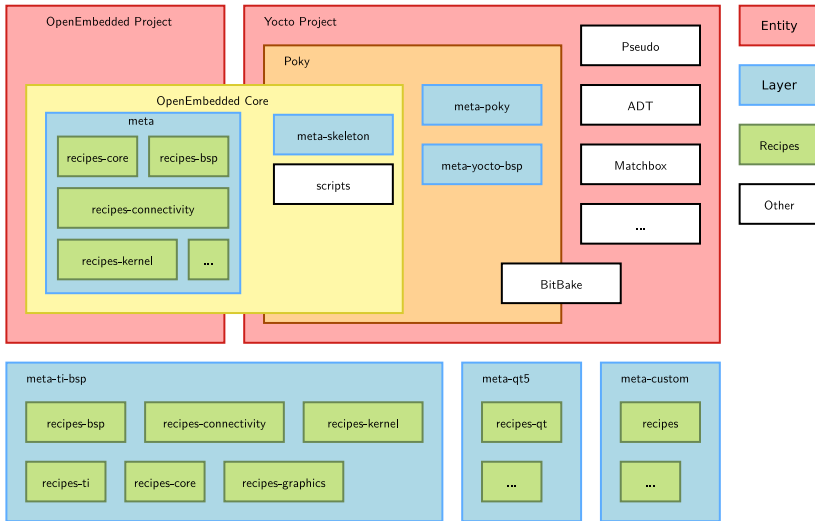 OpenEmbedded Project
Yocto Project
Poky
OpenEmbedded Core
meta
recipes-core
recipes-bsp
recipes-connectivity
recipes-kernel
...
meta-skeleton
scripts
meta-poky
meta-yocto-bsp
Pseudo
ADT
Matchbox
...
BitBake
Entity
Layer
Recipes
Other
meta-ti-bsp
recipes-bsp
recipes-connectivity
recipes-kernel
recipes-ti
recipes-core
recipes-graphics
meta-qt5
recipes-qt
...
meta-custom
recipes
...